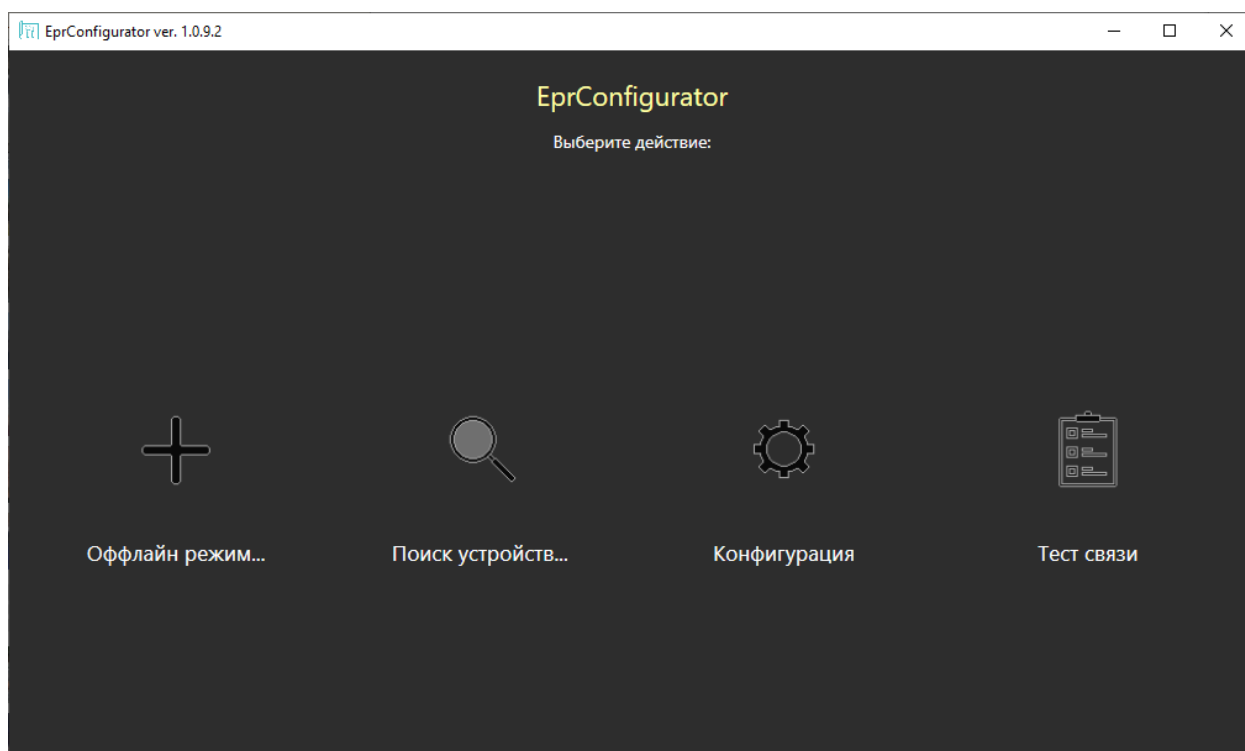 EprConfigurator ver. 1.0.9.2
EprConfigurator
Выберите действие:
Оффлайн режим...
Поиск устройств...
Конфигурация
Тест связи